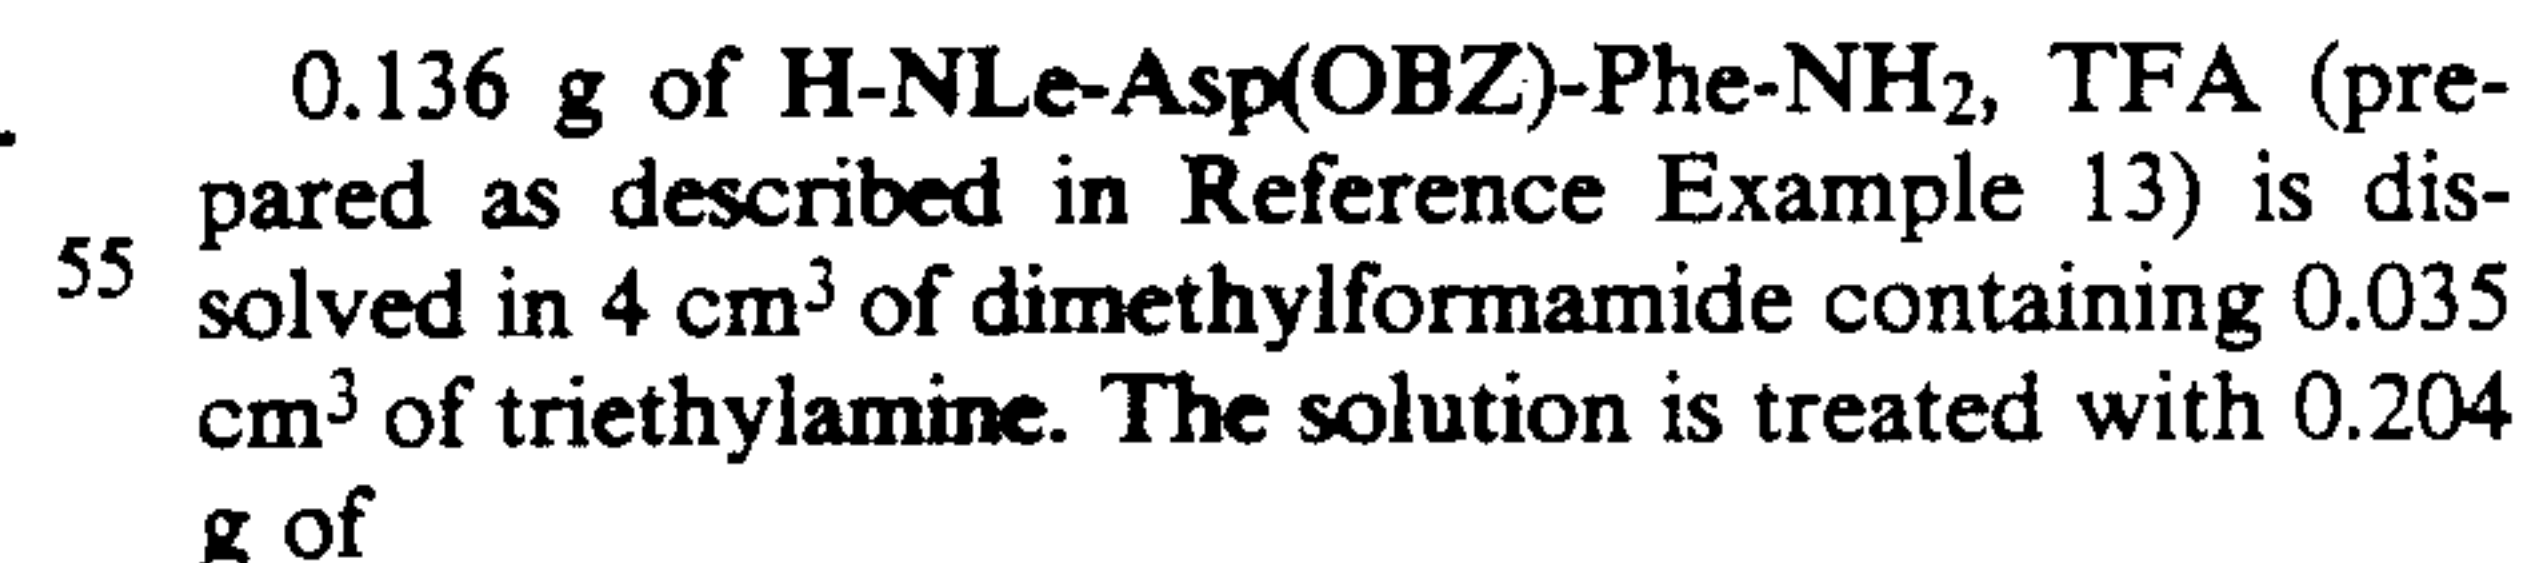 0.136 g of H-NLe-Asp(OBZ)-Phe-NH₂, TFA (pre-
pared as described in Reference Example 13) is dis-
55 solved in 4 cm³ of dimethylformamide containing 0.035
cm³ of triethylamine. The solution is treated with 0.204
g of